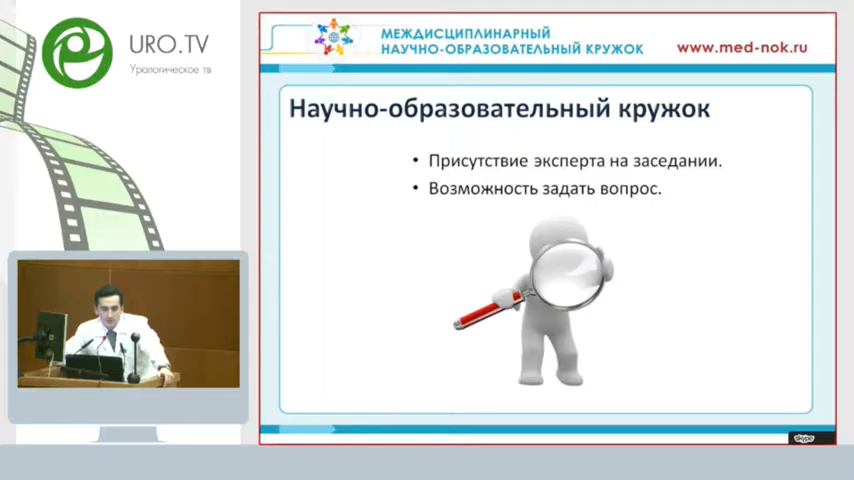 URO.TV
Урологическое тв
МЕЖДИСЦИПЛИНАРНЫЙ
НАУЧНО-ОБРАЗОВАТЕЛЬНЫЙ КРУЖОК
www.med-nok.ru
Научно-образовательный кружок
• Присутствие эксперта на заседании.
• Возможность задать вопрос.
skype